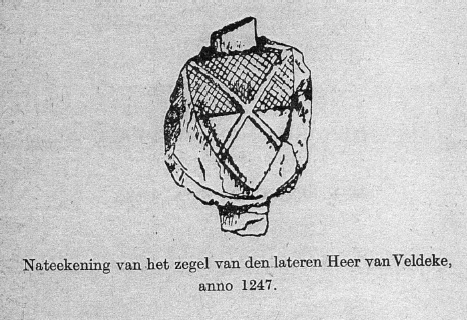 Nateekening van het zegel van den lateren Heer van Veldeke,
anno 1247.